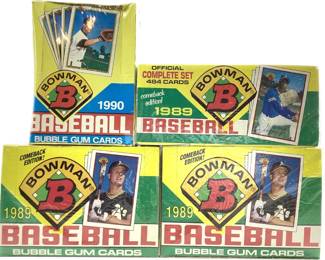 BOWMAN
B
1990
BASEBALL
BUBBLE GUM CARDS
OFFICIAL
COMPLETE SET
484 CARDS
comeback edition!
1989
BOWMAN
B
BASEBALL
COMEBACK EDITION!
BOWMAN
B
1989
BASEBALL
BUBBLE GUM CARDS
COMEBACK EDITION!
BOWMAN
B
1989
BASEBALL
BUBBLE GUM CARDS